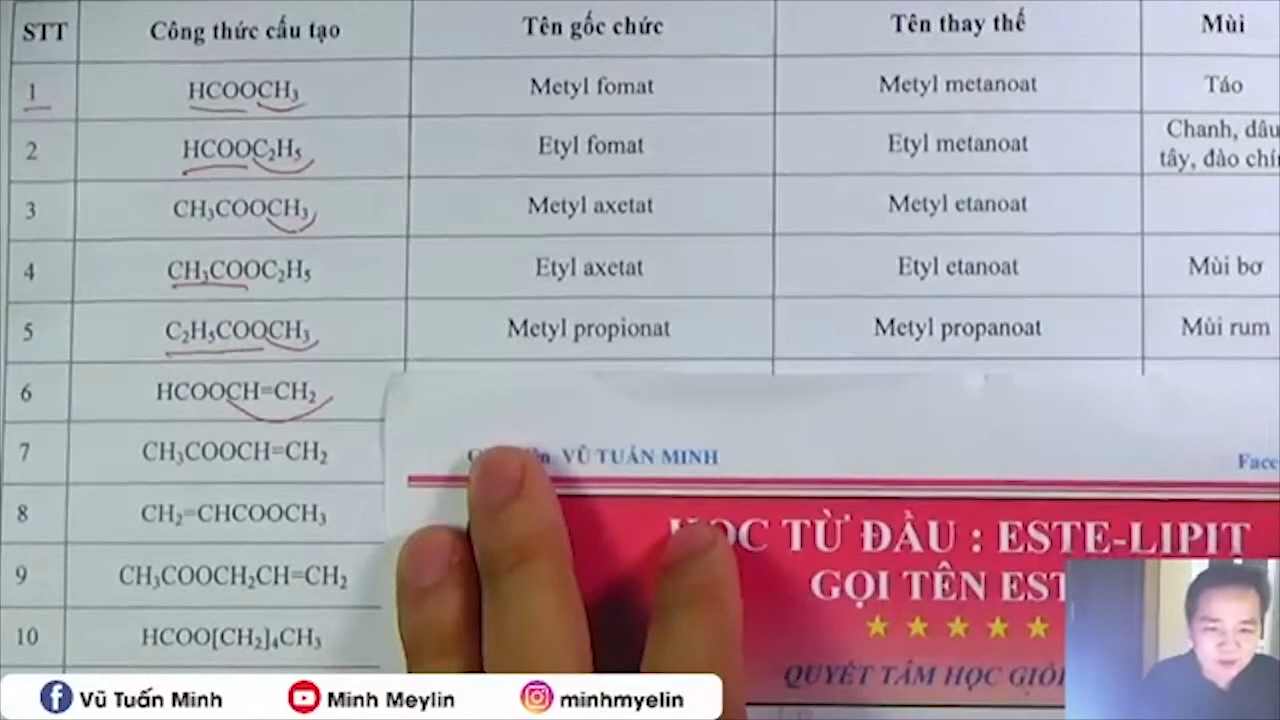 STT Công thức cấu tạo Tên gốc chức Tên thay thế Mùi
1 HCOOCH₃ Metyl fomat Metyl metanoat Táo
2 HCOOC₂H₅ Etyl fomat Etyl metanoat Chanh, dâu
tây, đào
3 CH₃COOCH₃ Metyl axetat Metyl etanoat
4 CH₃COOC₂H₅ Etyl axetat Etyl etanoat Mùi bơ
5 C₂H₅COOCH₃ Metyl propionat Metyl propanoat Mùi rum
6 HCOOCH=CH₂
7 CH₃COOCH=CH₂
8 CH₂=CHCOOCH₃
9 CH₃COOCH₂CH=CH₂
10 HCOO[CH₂]₄CH₃
VŨ TUẤN MINH Face
HỌC TỪ ĐẦU : ESTE-LIPIT
GỌI TÊN EST
QUYẾT TÂM HỌC GIỎI
Vũ Tuấn Minh Minh Meylin minhmyelin